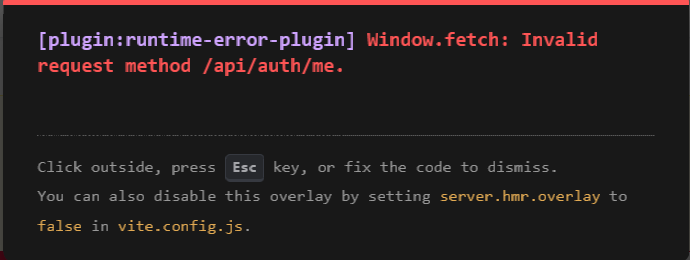 [plugin:runtime-error-plugin] Window.fetch: Invalid
request method /api/auth/me.
Click outside, press Esc key, or fix the code to dismiss.
You can also disable this overlay by setting server.hmr.overlay to
false in vite.config.js.